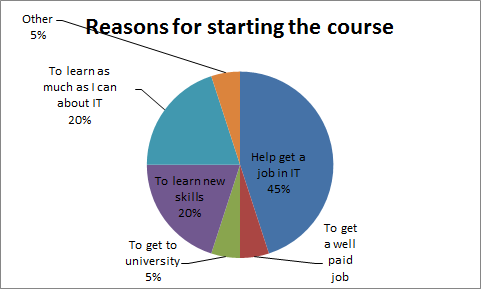 Reasons for starting the course
Other
5%
To learn as
much as I can
about IT
20%
Help get a
job in IT
45%
To learn new
skills
20%
To get to
university
5%
To get
a well
paid
job